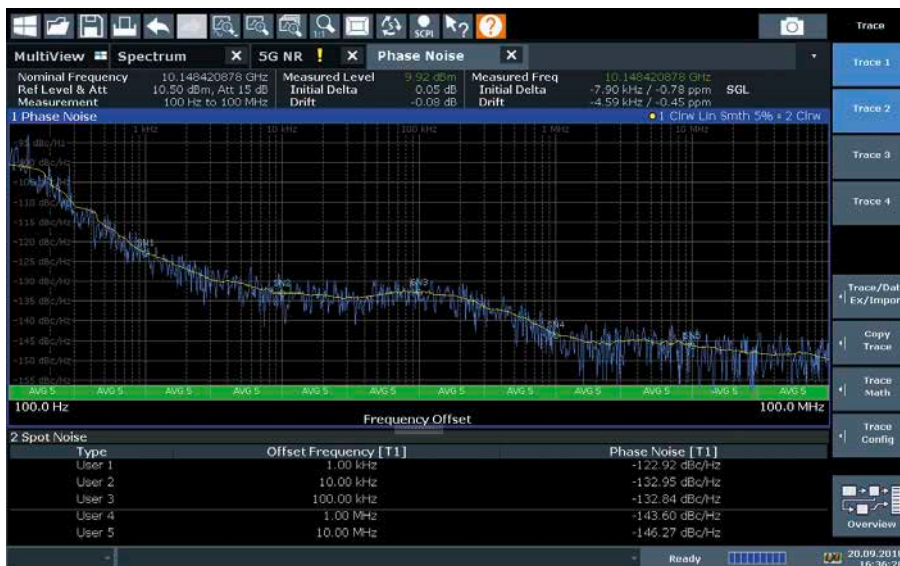 SCPI
Trace
MultiView Spectrum X 5G NR ! X Phase Noise X
Nominal Frequency 10.148420878 GHz Measured Level 9.92 dBm Measured Freq 10.148420878 GHz
Ref Level & Att 10.50 dBm, Att 15 dB Initial Delta 0.05 dB Initial Delta -7.90 kHz / -0.78 ppm SGL
Measurement 100 Hz to 100 MHz Drift -0.09 dB Drift -4.59 kHz / -0.45 ppm
1 Phase Noise 1 Clrw Lin Smth 5% 2 Clrw
1 kHz 10 kHz 100 kHz 1 MHz 10 MHz
-95 dBc/Hz
-115 dBc/Hz
-120 dBc/Hz
-125 dBc/Hz
-130 dBc/Hz
-135 dBc/Hz
-140 dBc/Hz
-145 dBc/Hz
-150 dBc/Hz
SN1
SN3
AVG 5 AVG 5 AVG 5 AVG 5 AVG 5 AVG 5 AVG 5 AVG 5 AVG 5 AVG 5 AVG 5 AVG 5
100.0 Hz Frequency Offset 100.0 MHz
2 Spot Noise
Type Offset Frequency [T1] Phase Noise [T1]
User 1 1.00 kHz -122.92 dBc/Hz
User 2 10.00 kHz -132.95 dBc/Hz
User 3 100.00 kHz -132.84 dBc/Hz
User 4 1.00 MHz -143.60 dBc/Hz
User 5 10.00 MHz -146.27 dBc/Hz
Trace 1
Trace 2
Trace 3
Trace 4
Trace/Dat
Ex/Impor
Copy
Trace
Trace
Math
Trace
Config
Overview
Ready
20.09.201
16:36:2